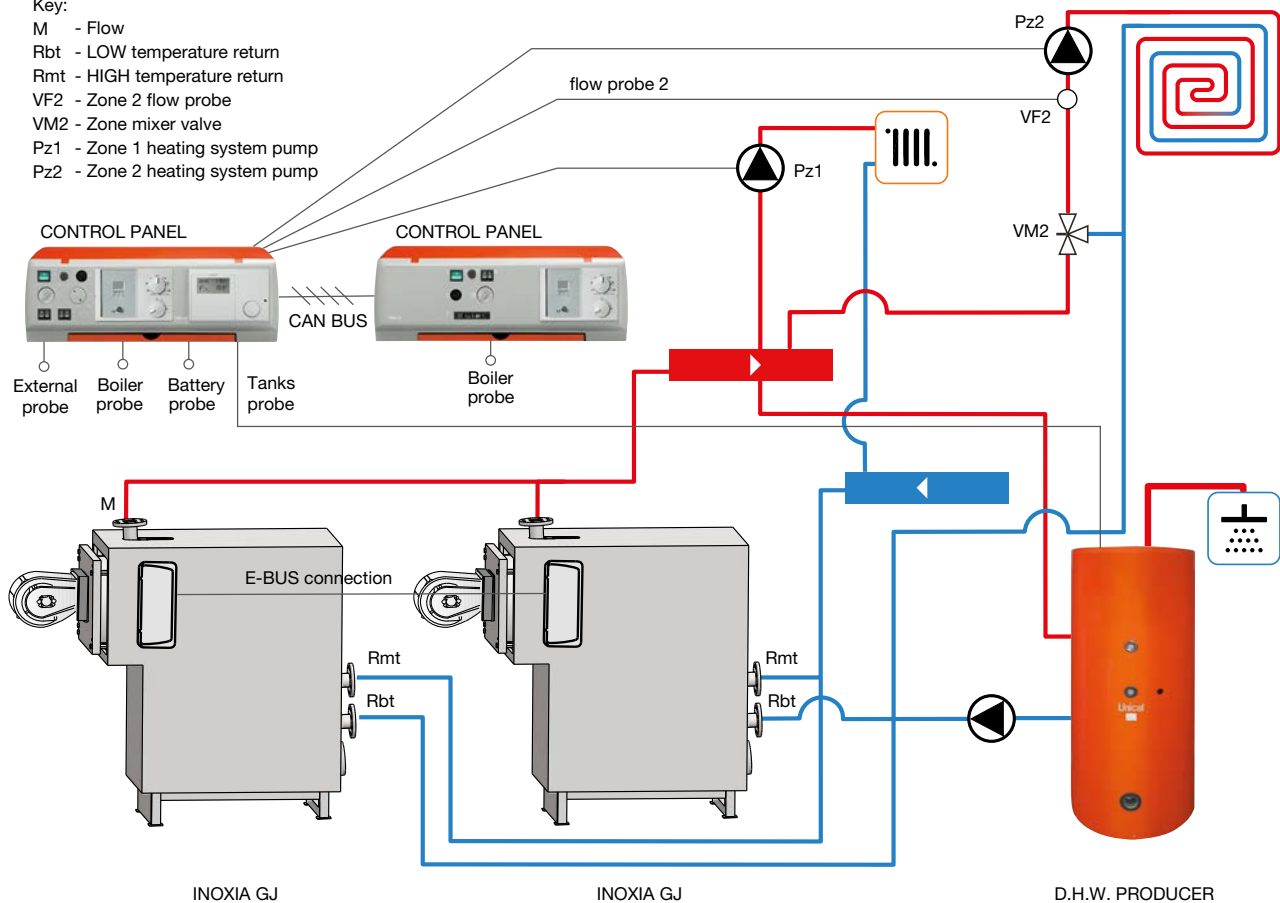 Key:
M - Flow
Rbt - LOW temperature return
Rmt - HIGH temperature return
VF2 - Zone 2 flow probe
VM2 - Zone mixer valve
Pz1 - Zone 1 heating system pump
Pz2 - Zone 2 heating system pump
Pz2
flow probe 2
VF2
Pz1
VM2
CONTROL PANEL
CONTROL PANEL
CAN BUS
External
probe
Boiler
probe
Battery
probe
Tanks
probe
Boiler
probe
M
E-BUS connection
Rmt
Rbt
Rmt
Rbt
Unical
INOXIA GJ
INOXIA GJ
D.H.W. PRODUCER